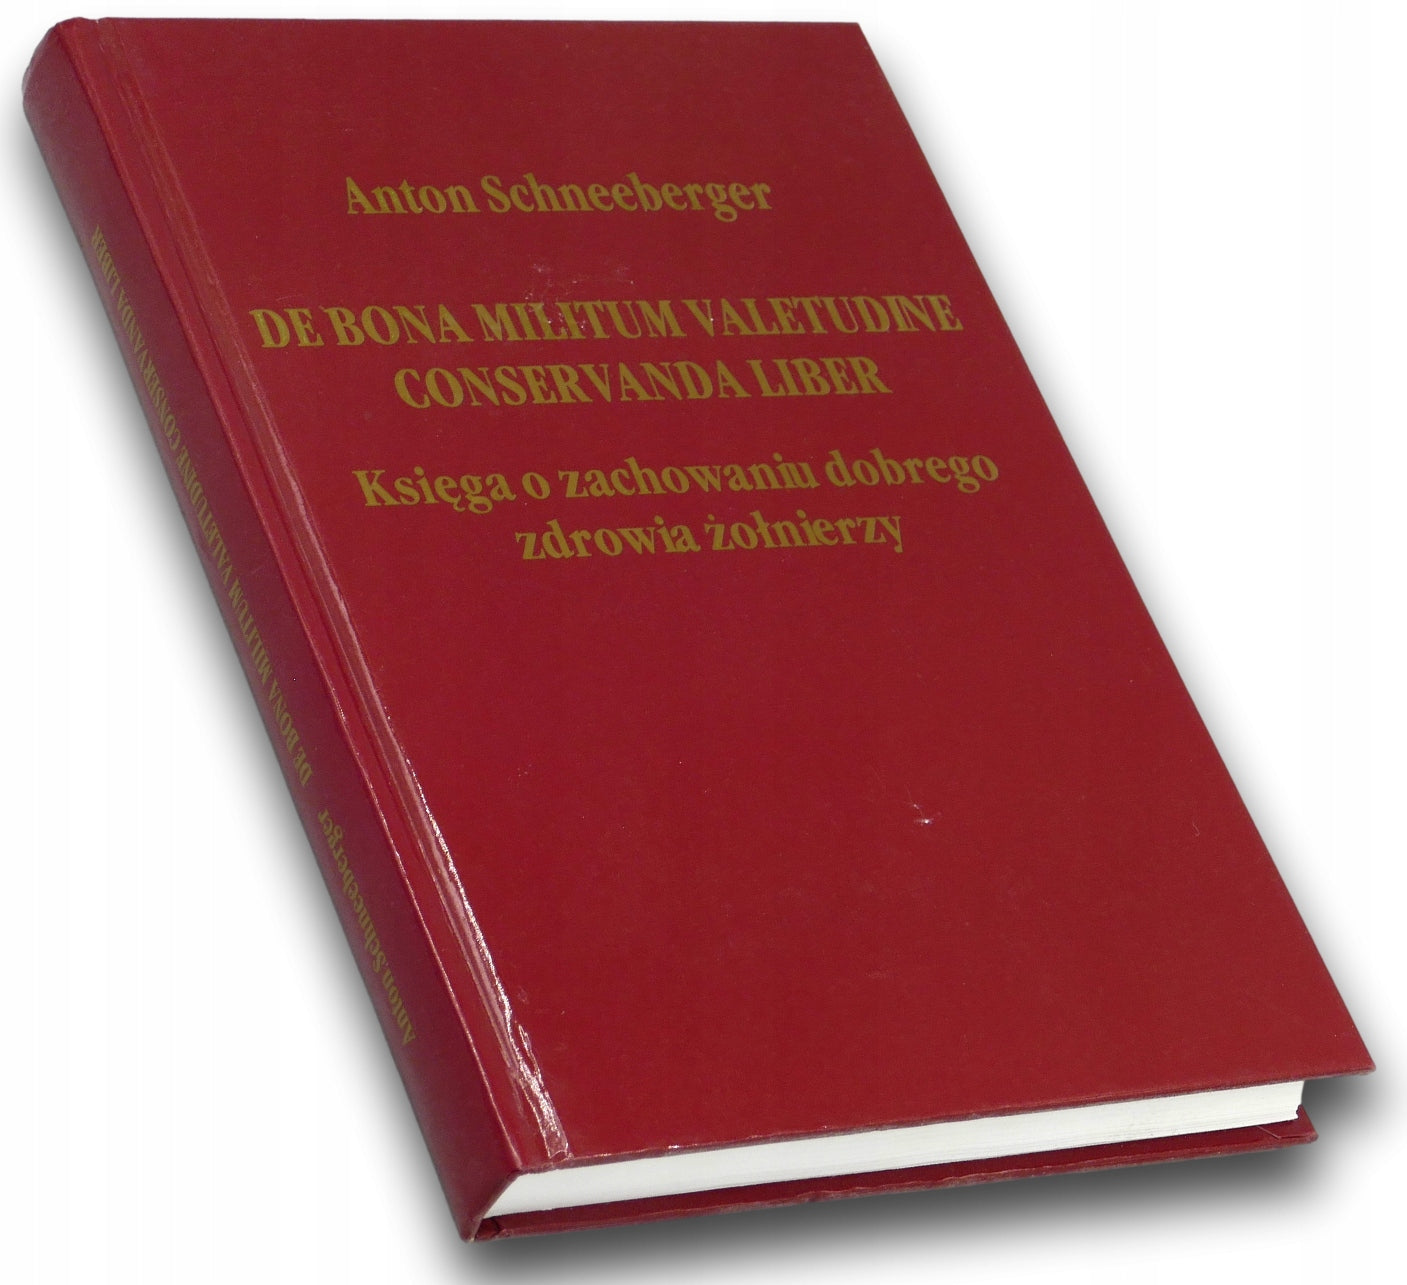 Anton Schneeberger
DE BONA MILITUM VALETUDINE
CONSERVANDA LIBER
Księga o zachowaniu dobrego
zdrowia żołnierzy
Anton Schneeberger DE BONA MILITUM VALETUDINE CONSERVANDA LIBER